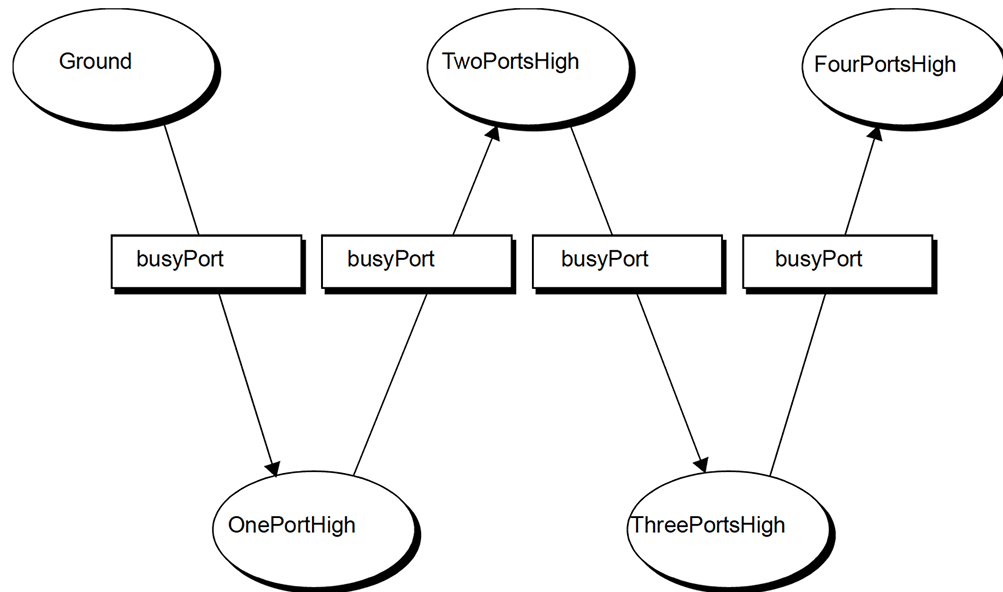 Ground
TwoPortsHigh
FourPortsHigh
busyPort
busyPort
busyPort
busyPort
OnePortHigh
ThreePortsHigh